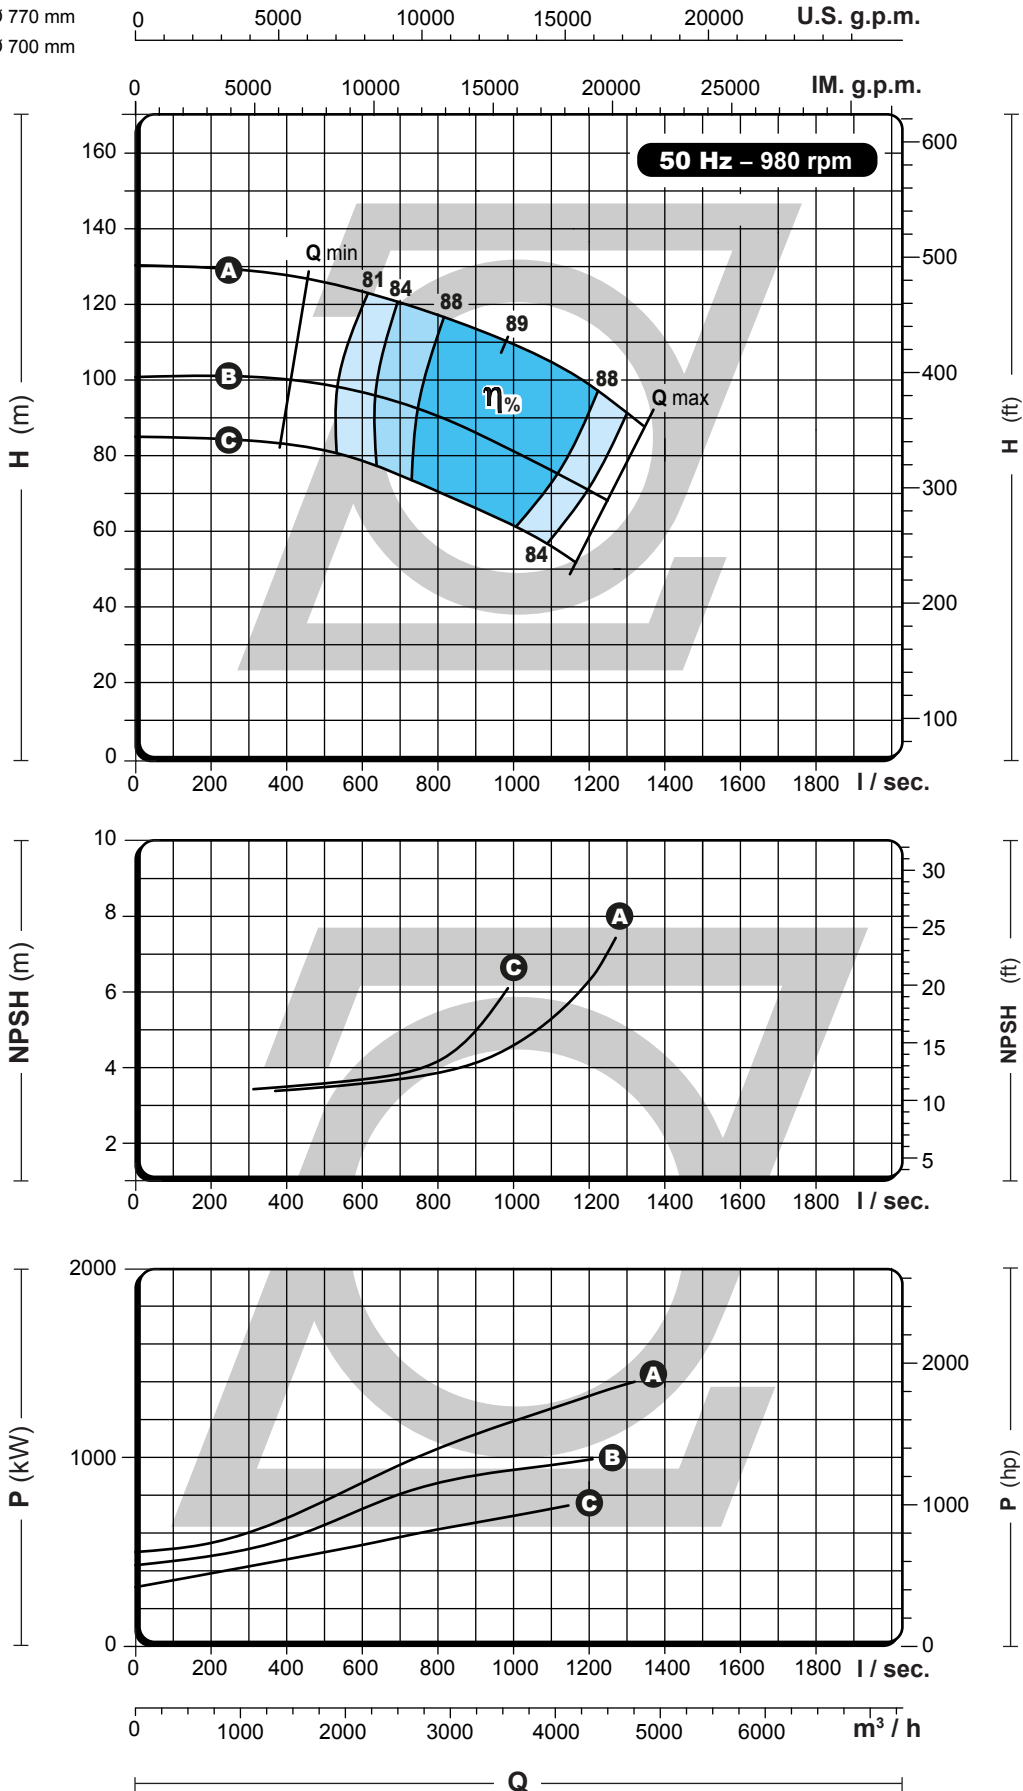 Ø 770 mm
Ø 700 mm
0 5000 10000 15000 20000 U.S. g.p.m.
0 5000 10000 15000 20000 25000 IM. g.p.m.
50 Hz – 980 rpm
160
140
120
100
80
60
40
20
0
H (m)
600
500
400
300
200
100
H (ft)
A
B
C
Q min
81
84
88
89
88
Q max
84
η%
0 200 400 600 800 1000 1200 1400 1600 1800 l / sec.
10
8
6
4
2
NPSH (m)
30
25
20
15
10
5
NPSH (ft)
C
A
0 200 400 600 800 1000 1200 1400 1600 1800 l / sec.
2000
1000
0
P (kW)
2000
1000
0
P (hp)
A
B
C
0 200 400 600 800 1000 1200 1400 1600 1800 l / sec.
0 1000 2000 3000 4000 5000 6000 m³ / h
Q